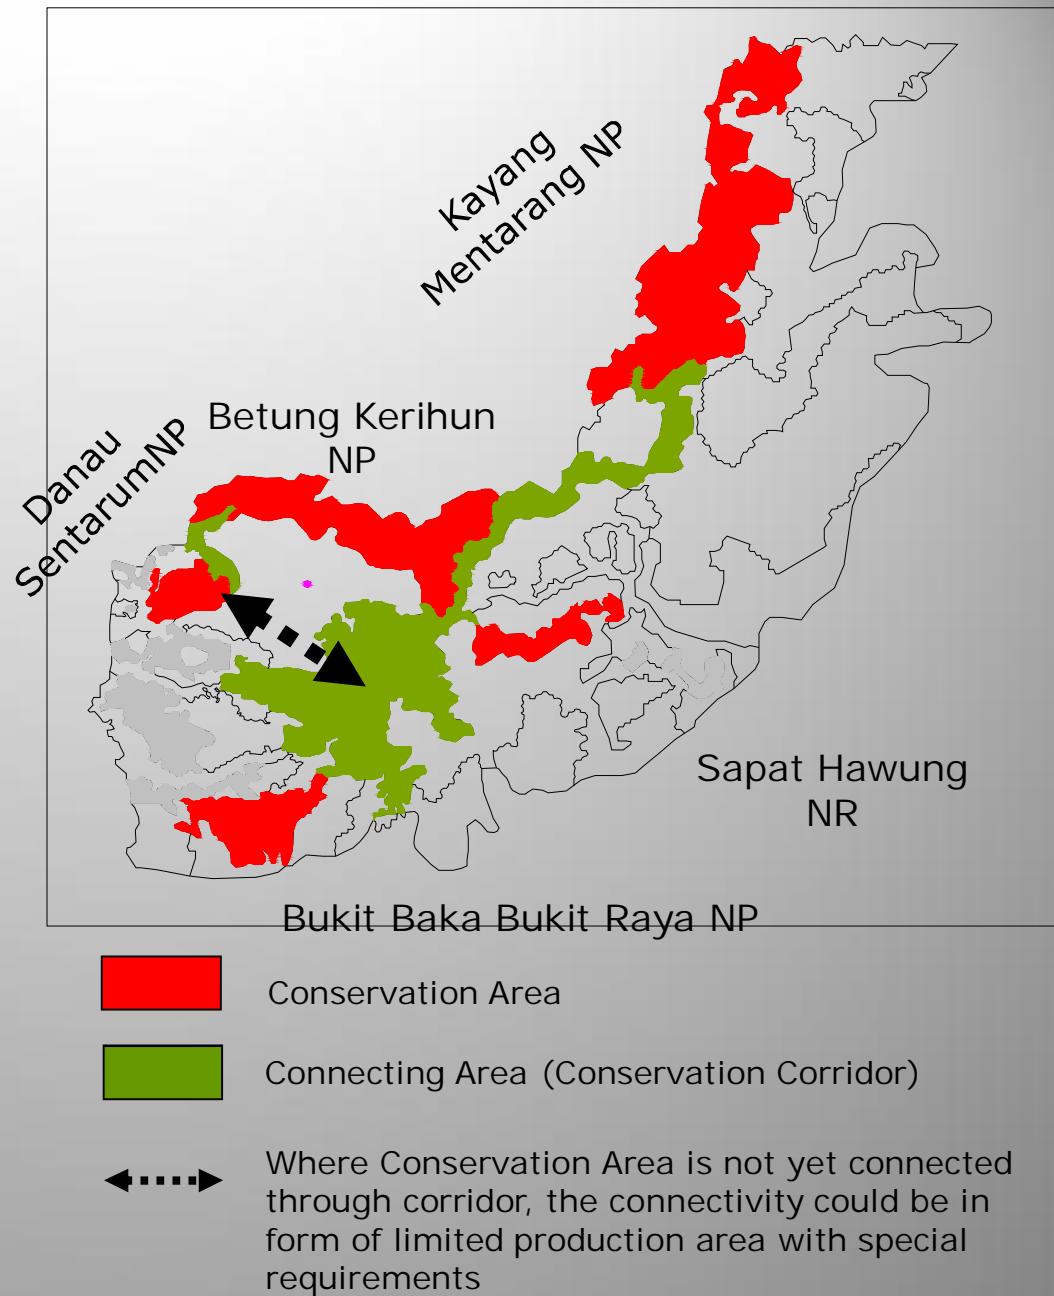 Kayang
Mentarang NP
Betung Kerihun
NP
Danau
SentarumNP
Sapat Hawung
NR
Bukit Baka Bukit Raya NP
Conservation Area
Connecting Area (Conservation Corridor)
Where Conservation Area is not yet connected
through corridor, the connectivity could be in
form of limited production area with special
requirements